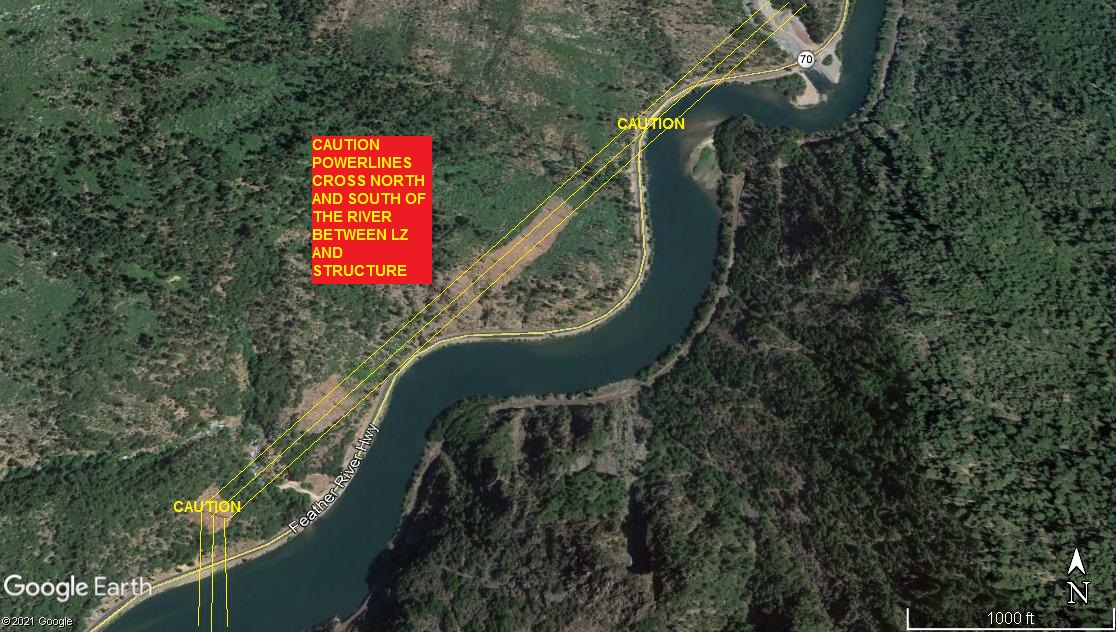 70
CAUTION
CAUTION
POWERLINES
CROSS NORTH
AND SOUTH OF
THE RIVER
BETWEEN LZ
AND
STRUCTURE
CAUTION
Feather River Hwy
Google Earth
©2021 Google
N
1000 ft